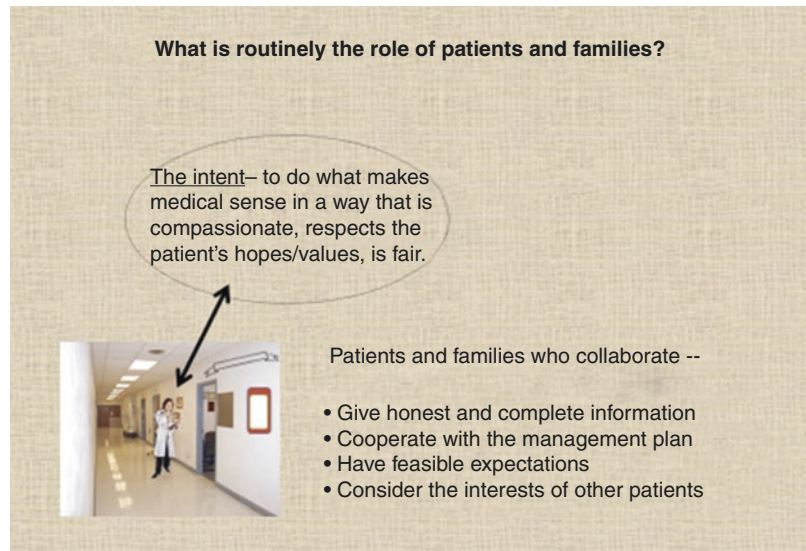 What is routinely the role of patients and families?
The intent– to do what makes
medical sense in a way that is
compassionate, respects the
patient’s hopes/values, is fair.
Patients and families who collaborate --
• Give honest and complete information
• Cooperate with the management plan
• Have feasible expectations
• Consider the interests of other patients